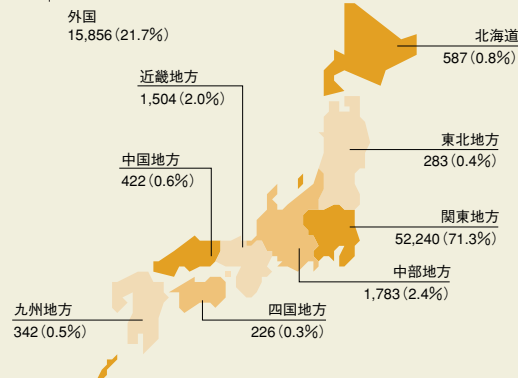 外国
15,856(21.7%)
北海道
587(0.8%)
近畿地方
1,504(2.0%)
東北地方
283(0.4%)
中国地方
422(0.6%)
関東地方
52,240(71.3%)
中部地方
1,783(2.4%)
九州地方
342(0.5%)
四国地方
226(0.3%)